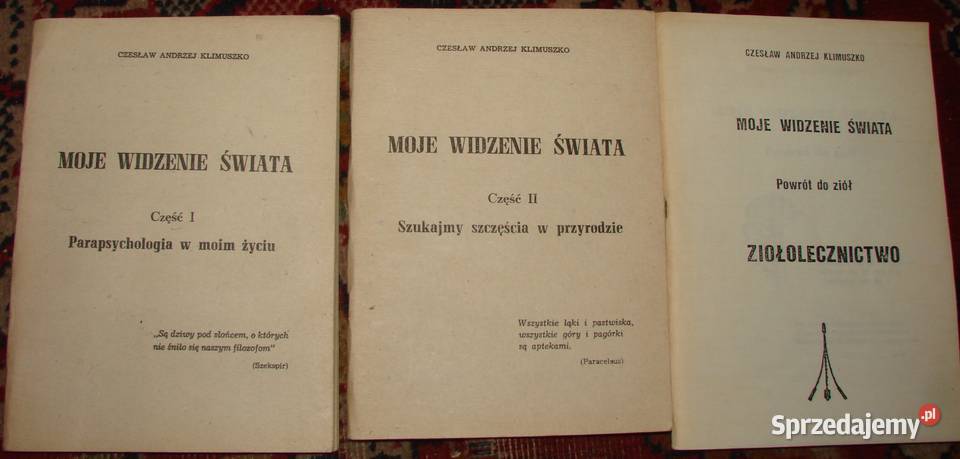 CZESŁAW ANDRZEJ KLIMUSZKO
MOJE WIDZENIE ŚWIATA
Część I
Parapsychologia w moim życiu
„Są dziwy pod słońcem, o których
nie śniło się naszym filozofom"
(Szekspir)
CZESŁAW ANDRZEJ KLIMUSZKO
MOJE WIDZENIE ŚWIATA
Część II
Szukajmy szczęścia w przyrodzie
Wszystkie łąki i pastwiska,
wszystkie góry i pagórki
są aptekami.
(Paracelsus)
CZESŁAW ANDRZEJ KLIMUSZKO
MOJE WIDZENIE ŚWIATA
Powrót do ziół
ZIOŁOLECZNICTWO
Sprzedajemy.pl